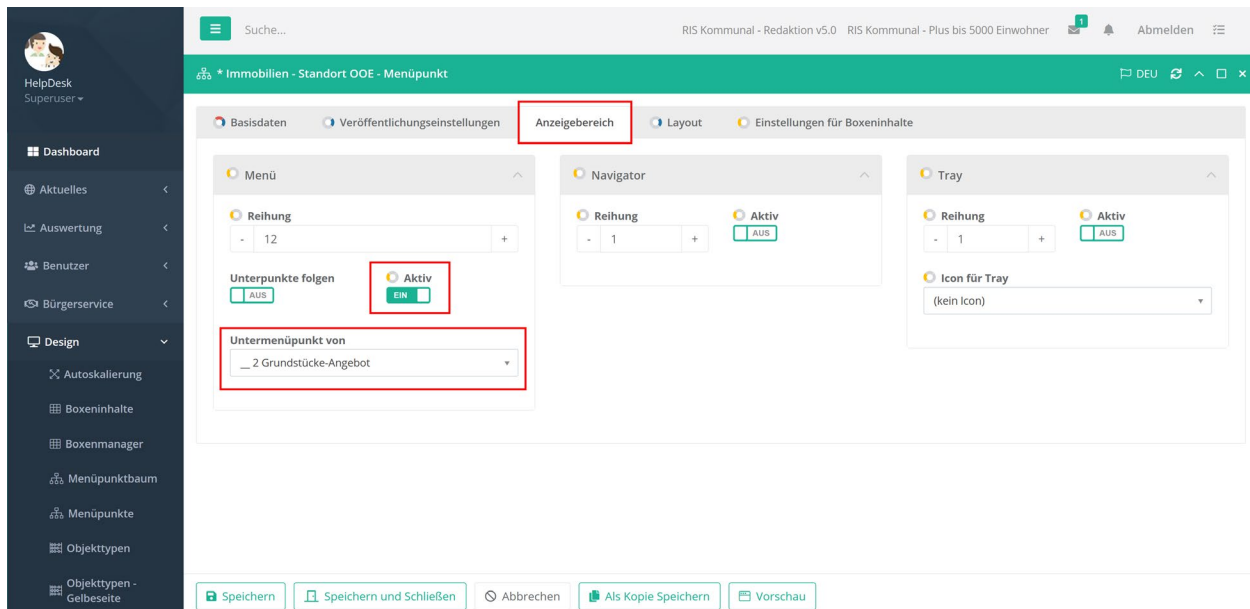 Suche...
RIS Kommunal - Redaktion v5.0 RIS Kommunal - Plus bis 5000 Einwohner 1 Abmelden
HelpDesk
Superuser
* Immobilien - Standort OOE - Menüpunkt
DEU
Basisdaten Veröffentlichungseinstellungen Anzeigebereich Layout Einstellungen für Boxeninhalte
Dashboard
Aktuelles
Auswertung
Benutzer
Bürgerservice
Design
Autoskalierung
Boxeninhalte
Boxenmanager
Menüpunktbaum
Menüpunkte
Objekttypen
Objekttypen -
Gelbeseite
Menü
Reihung
- 12 +
Unterpunkte folgen Aktiv
AUS EIN
Untermenüpunkt von
__ 2 Grundstücke-Angebot
Navigator
Reihung Aktiv
- 1 + AUS
Tray
Reihung Aktiv
- 1 + AUS
Icon für Tray
(kein Icon)
Speichern Speichern und Schließen Abbrechen Als Kopie Speichern Vorschau